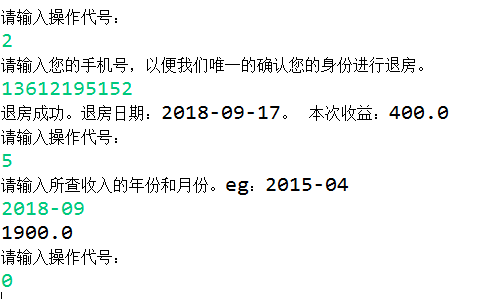 请输入操作代号:
2
请输入您的手机号，以便我们唯一的确认您的身份进行退房。
13612195152
退房成功。退房日期：2018-09-17。 本次收益：400.0
请输入操作代号:
5
请输入所查收入的年份和月份。eg：2015-04
2018-09
1900.0
请输入操作代号:
0